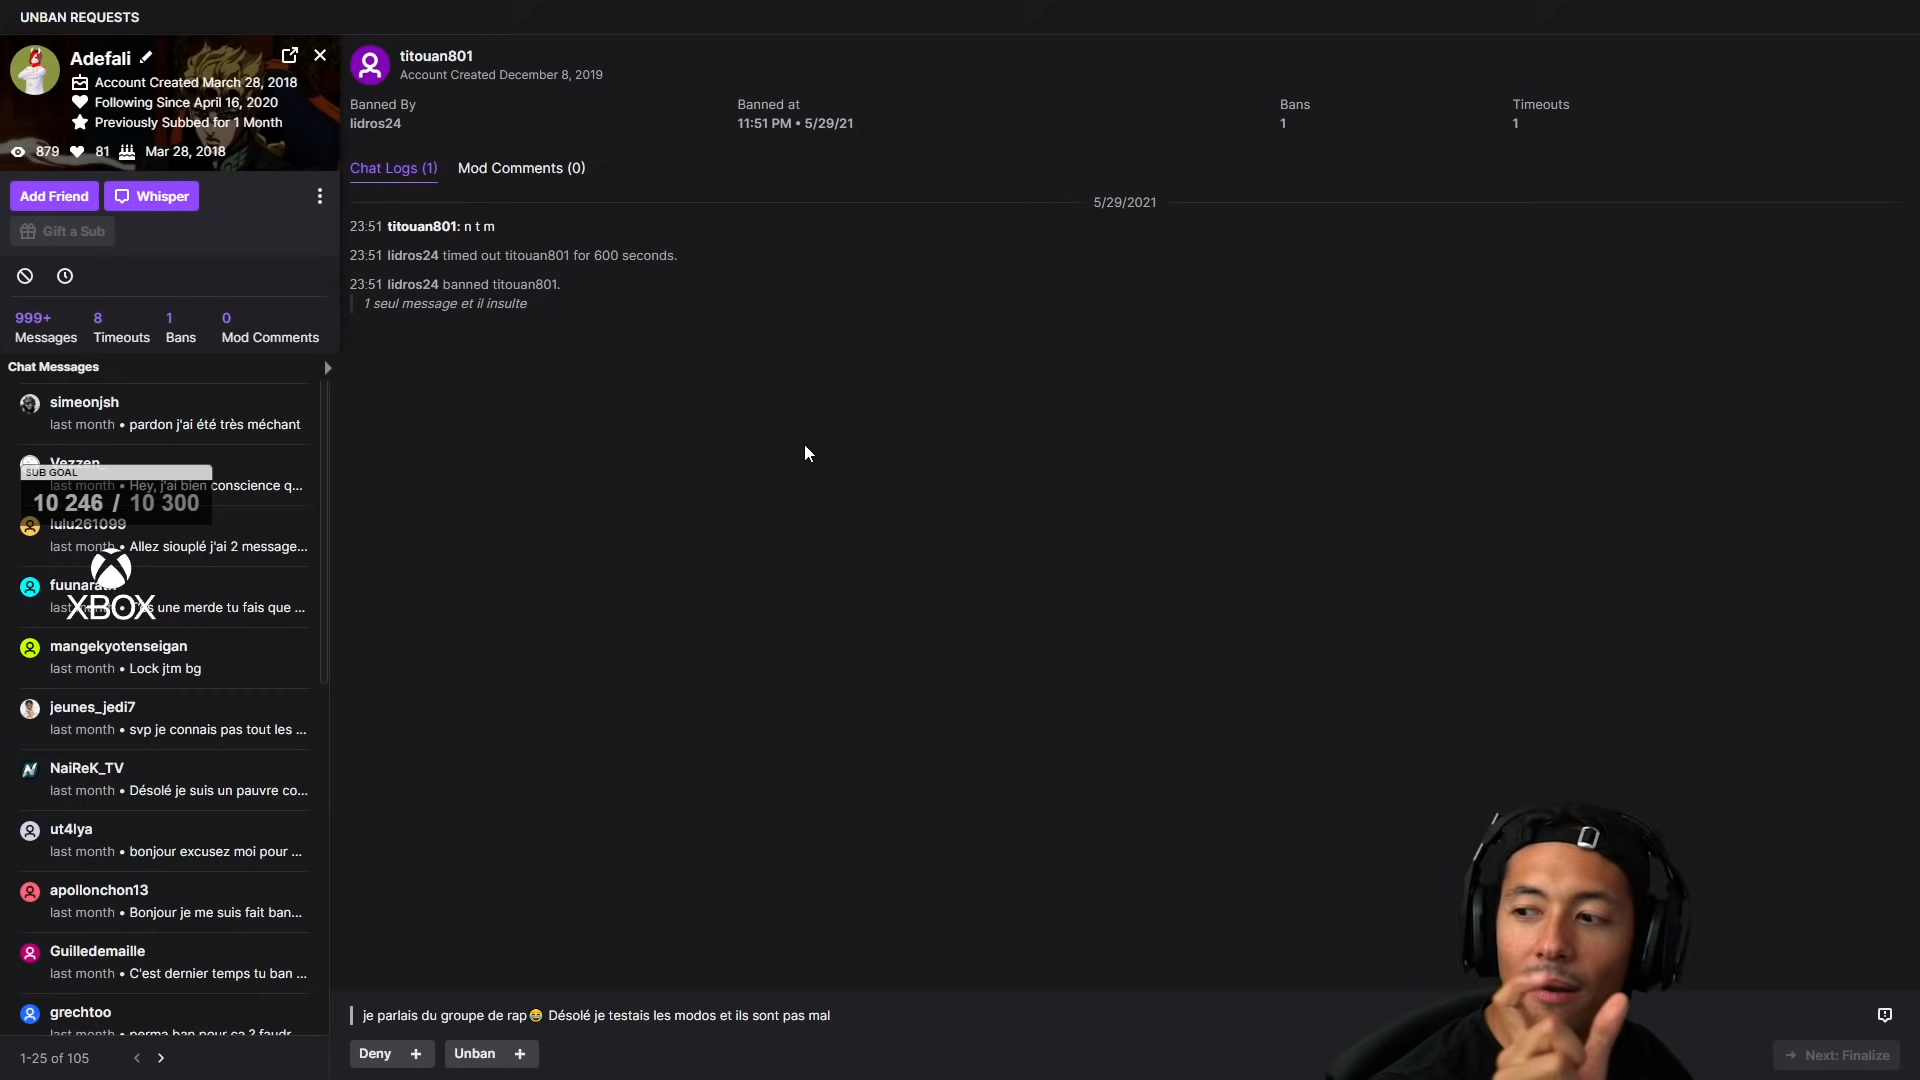 UNBAN REQUESTS
Adefali
Account Created March 28, 2018
Following Since April 16, 2020
Previously Subbed for 1 Month
879 81 Mar 28, 2018
Add Friend Whisper
Gift a Sub
999+ 8 1 0
Messages Timeouts Bans Mod Comments
Chat Messages
simeonjsh
last month • pardon j'ai été très méchant
Vezzen_
SUB GOAL
last month • Hey, j'ai bien conscience q...
10 246 / 10 300
lulu261099
last month • Allez siouplé j'ai 2 message...
last month • une merde tu fais que ...
XBOX
mangekyotenseigan
last month • Lock jtm bg
jeunes_jedi7
last month • svp je connais pas tout les ...
NaiReK_TV
last month • Désolé je suis un pauvre co...
ut4lya
last month • bonjour excusez moi pour ...
apollonchon13
last month • Bonjour je me suis fait ban...
Guilledemaille
last month • C'est dernier temps tu ban ...
grechtoo
1-25 of 105
titouan801
Account Created December 8, 2019
Banned By Banned at Bans Timeouts
lidros24 11:51 PM • 5/29/21 1 1
Chat Logs (1) Mod Comments (0)
5/29/2021
23:51 titouan801: n t m
23:51 lidros24 timed out titouan801 for 600 seconds.
23:51 lidros24 banned titouan801.
1 seul message et il insulte
je parlais du groupe de rap😂 Désolé je testais les modos et ils sont pas mal
Deny + Unban +
Next: Finalize